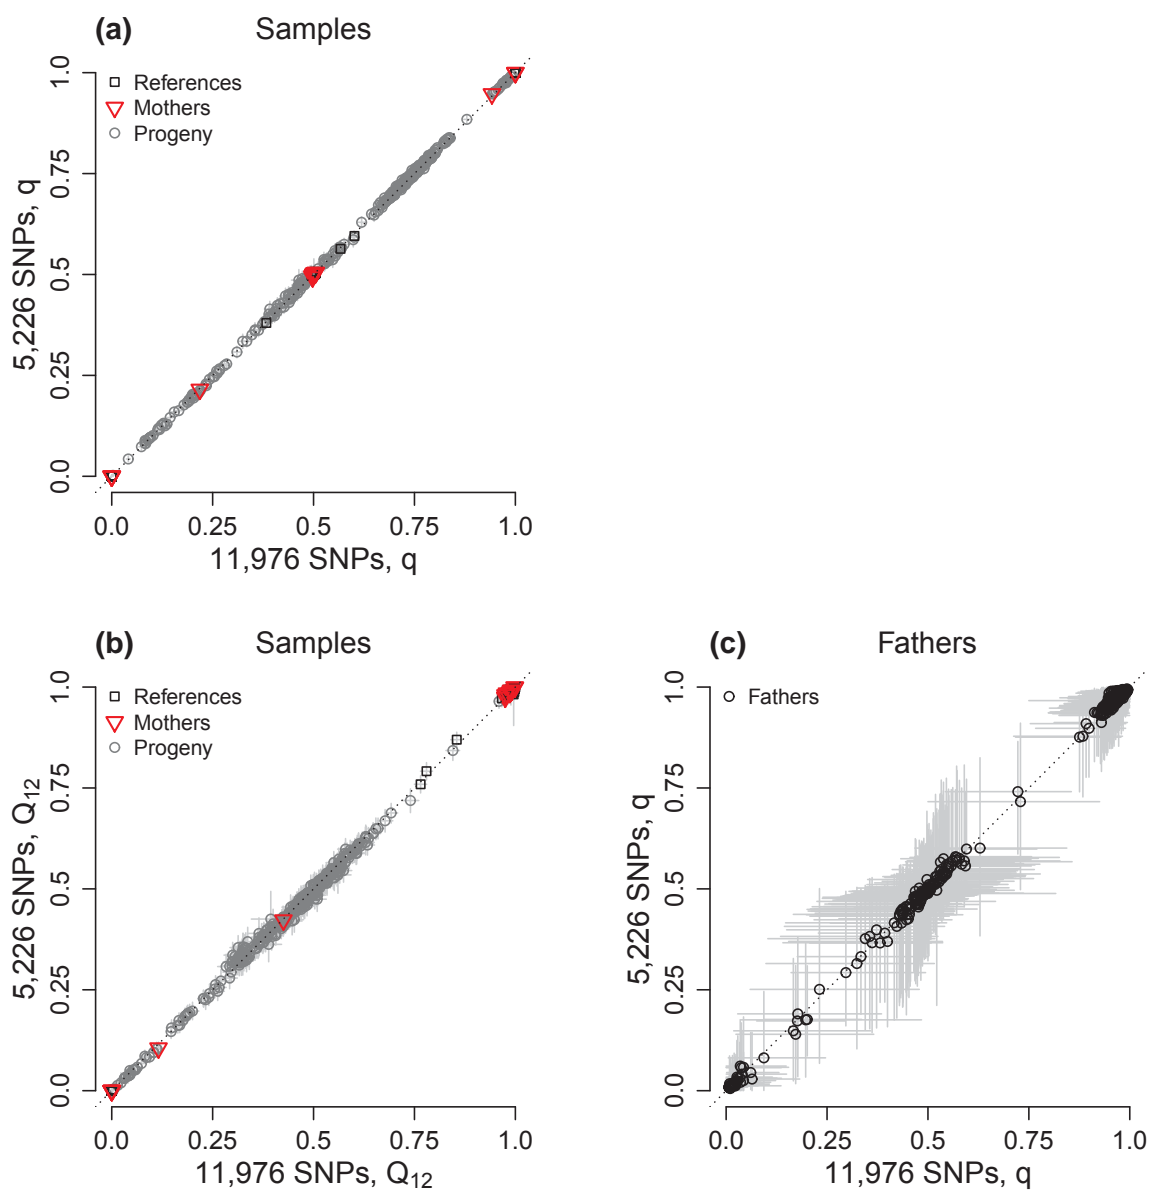 (a) Samples
References
Mothers
Progeny
5,226 SNPs, q
0.0 0.25 0.5 0.75 1.0
0.0 0.25 0.5 0.75 1.0
11,976 SNPs, q
(b) Samples
References
Mothers
Progeny
5,226 SNPs, Q12
0.0 0.25 0.5 0.75 1.0
0.0 0.25 0.5 0.75 1.0
11,976 SNPs, Q12
(c) Fathers
Fathers
5,226 SNPs, q
0.0 0.25 0.5 0.75 1.0
0.0 0.25 0.5 0.75 1.0
11,976 SNPs, q